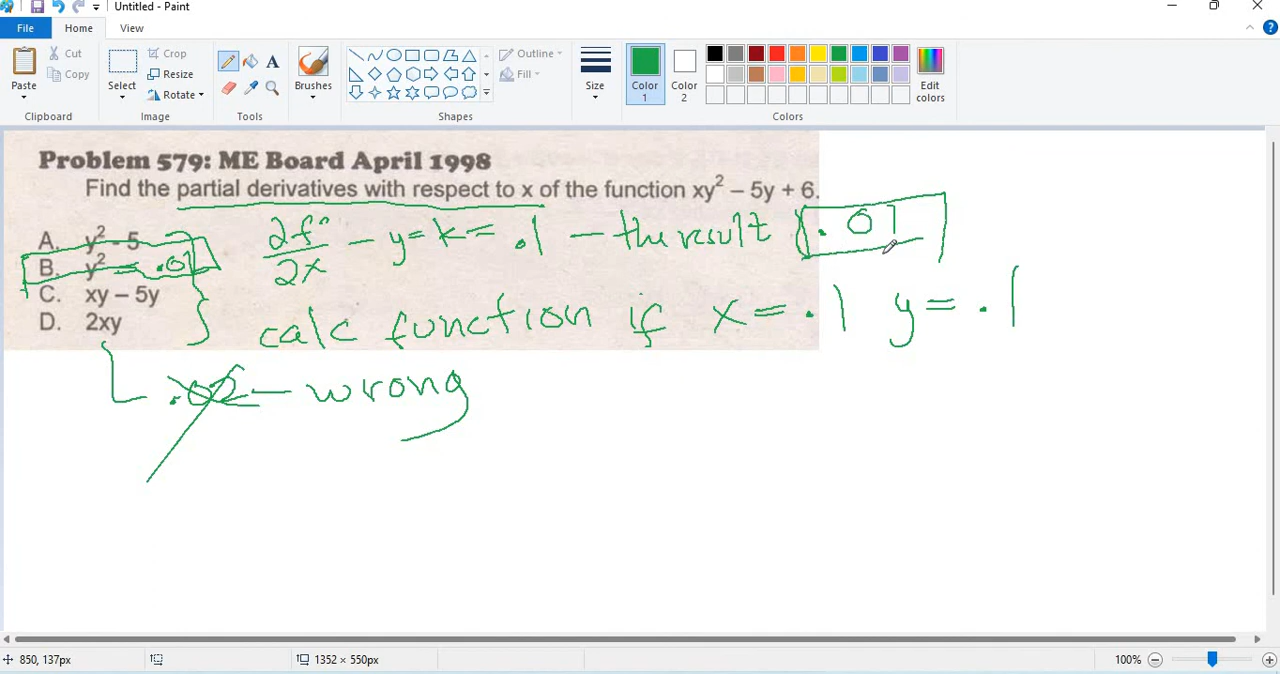 Untitled - Paint
File Home View
Paste Cut Copy
Select Crop Resize Rotate
A
Brushes
Outline Fill
Size
Color 1
Color 2
Edit colors
Clipboard Image Tools Shapes Colors
Problem 579: ME Board April 1998
Find the partial derivatives with respect to x of the function xy² – 5y + 6.
A. y² - 5
B. y² = .01
C. xy – 5y
D. 2xy
∂f/∂x — y = k = .1 — the result .01
calc function if x = .1 y = .1
.02 — wrong
850, 137px
1352 × 550px
100%